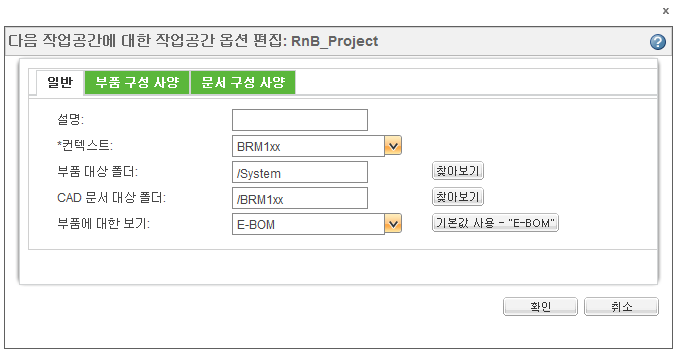 x
다음 작업공간에 대한 작업공간 옵션 편집: RnB_Project ?
일반 부품 구성 사양 문서 구성 사양
설명:
*컨텍스트: BRM1xx
부품 대상 폴더: /System 찾아보기
CAD 문서 대상 폴더: /BRM1xx 찾아보기
부품에 대한 보기: E-BOM 기본값 사용 - "E-BOM"
확인 취소